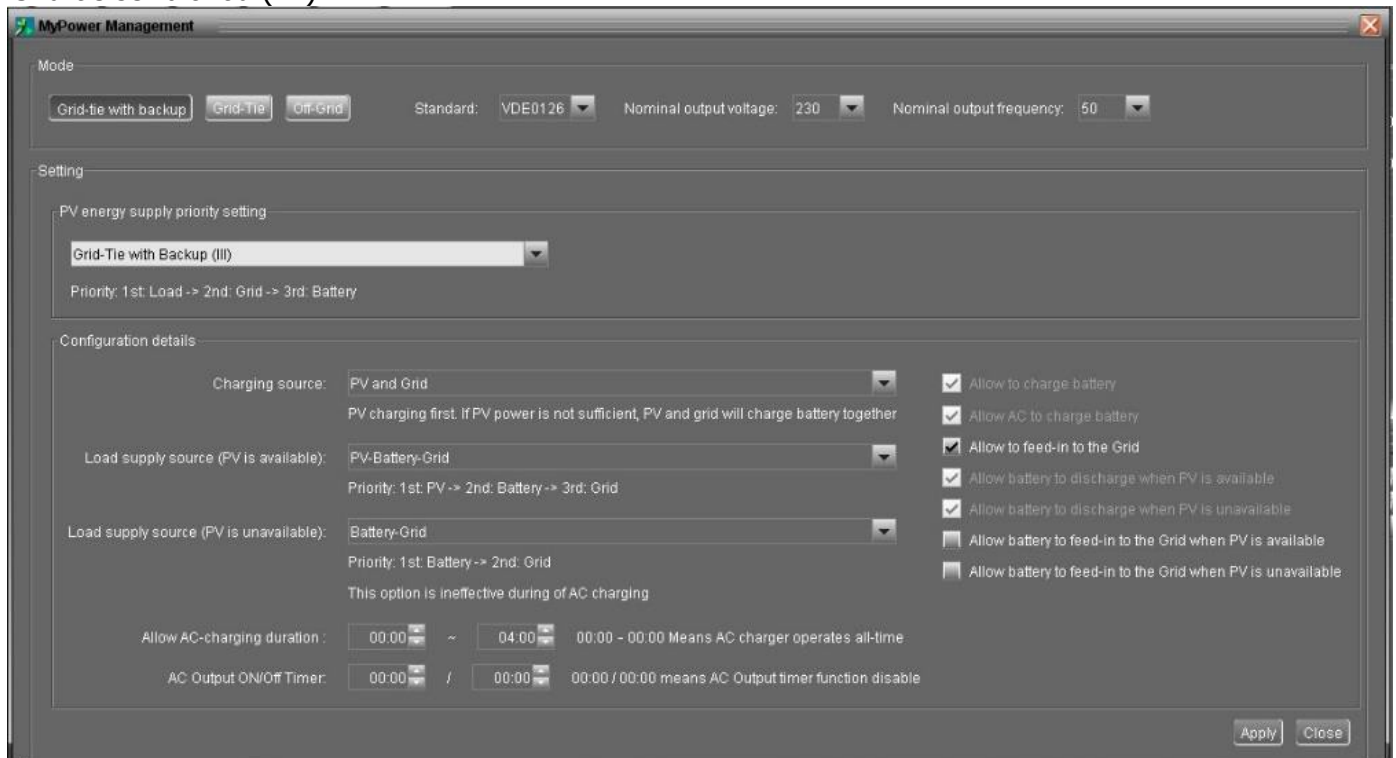 MyPower Management
Mode
Grid-tie with backup Grid-Tie Off-Grid Standard: VDE0126 Nominal output voltage: 230 Nominal output frequency: 50
Setting
PV energy supply priority setting
Grid-Tie with Backup (III)
Priority: 1st: Load -> 2nd: Grid -> 3rd: Battery
Configuration details
Charging source: PV and Grid
PV charging first. If PV power is not sufficient, PV and grid will charge battery together
Load supply source (PV is available): PV-Battery-Grid
Priority: 1st: PV -> 2nd: Battery -> 3rd: Grid
Load supply source (PV is unavailable): Battery-Grid
Priority: 1st: Battery -> 2nd: Grid
This option is ineffective during of AC charging
Allow to charge battery
Allow AC to charge battery
Allow to feed-in to the Grid
Allow battery to discharge when PV is available
Allow battery to discharge when PV is unavailable
Allow battery to feed-in to the Grid when PV is available
Allow battery to feed-in to the Grid when PV is unavailable
Allow AC-charging duration : 00:00 ~ 04:00 00:00 - 00:00 Means AC charger operates all-time
AC Output ON/Off Timer: 00:00 / 00:00 00:00 / 00:00 means AC Output timer function disable
Apply Close